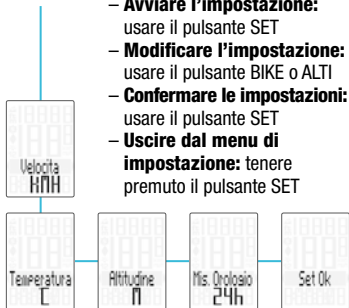 – Avviare l'impostazione:
usare il pulsante SET
– Modificare l'impostazione:
usare il pulsante BIKE o ALTI
– Confermare le impostazioni:
usare il pulsante SET
– Uscire dal menu di
impostazione: tenere
premuto il pulsante SET
Velocita
KMH
Temperatura
C
Altitudine
M
Mis. Orologio
24h
Set Ok